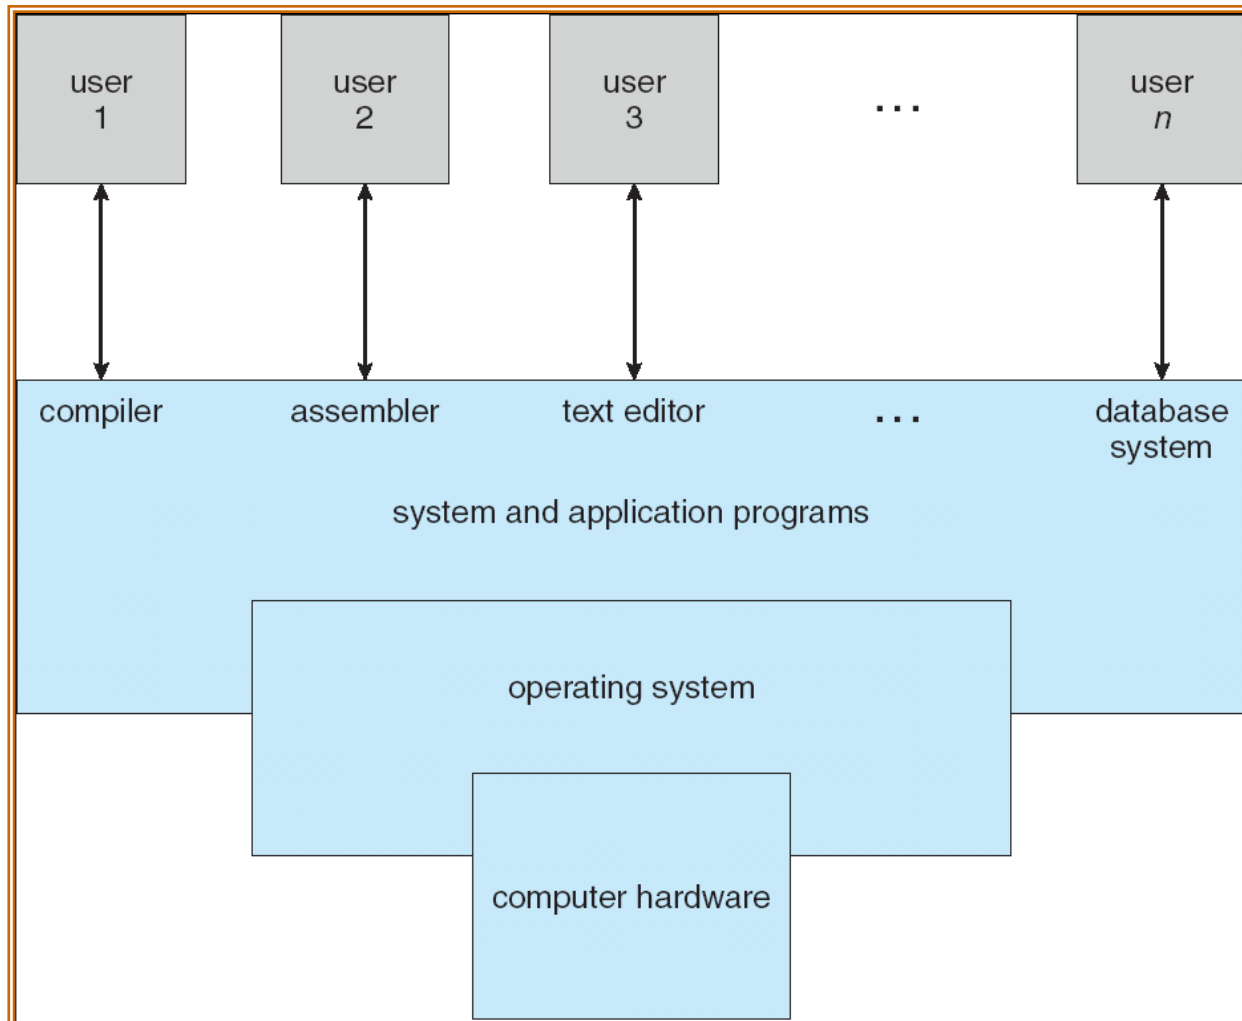 user
1
user
2
user
3
...
user
n
compiler
assembler
text editor
...
database
system
system and application programs
operating system
computer hardware